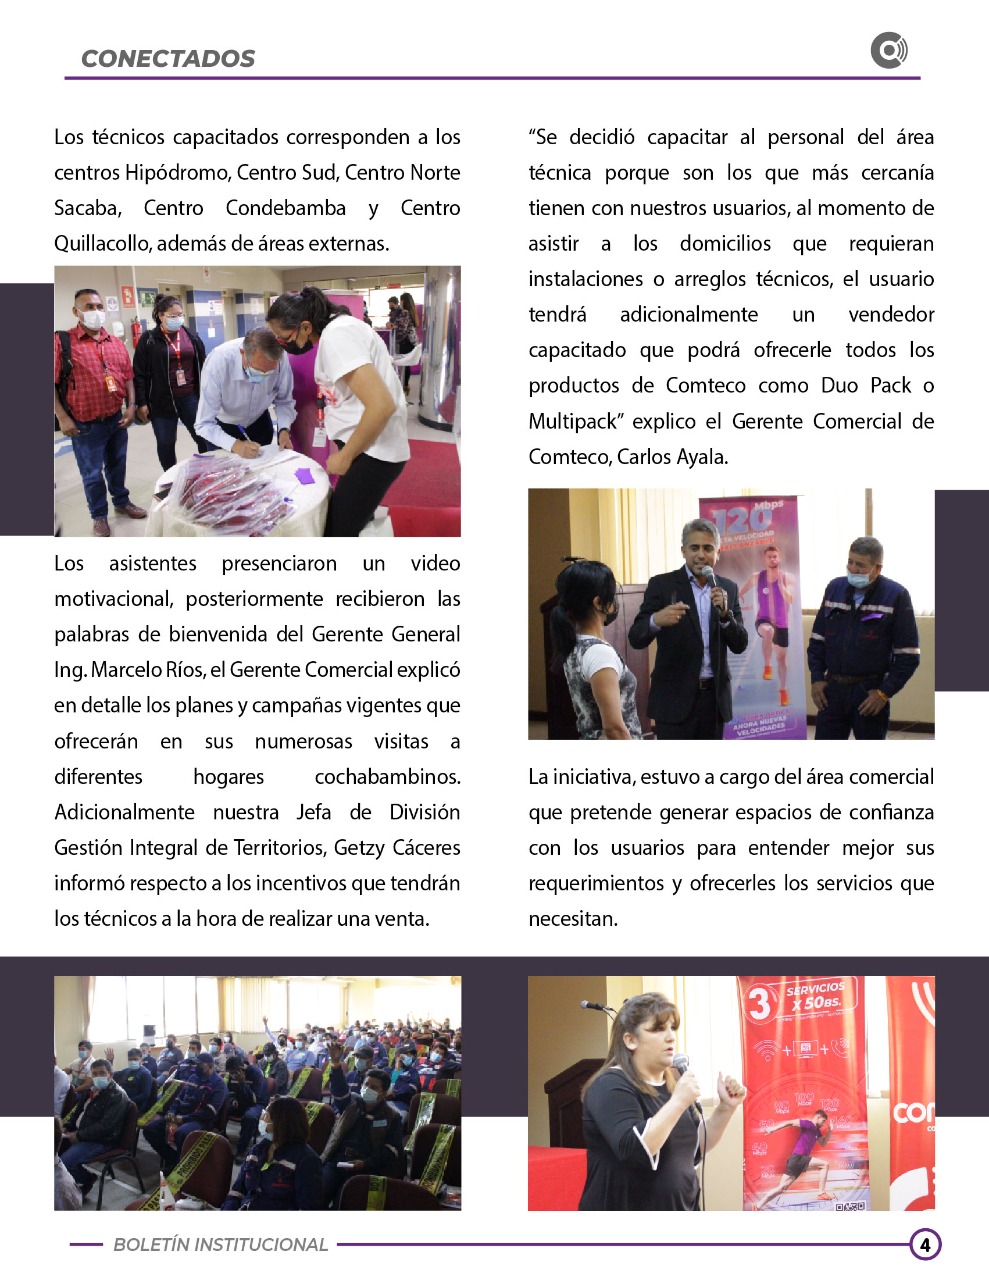 CONECTADOS
Los técnicos capacitados corresponden a los
centros Hipódromo, Centro Sud, Centro Norte
Sacaba, Centro Condebamba y Centro
Quillacollo, además de áreas externas.
Los asistentes presenciaron un video
motivacional, posteriormente recibieron las
palabras de bienvenida del Gerente General
Ing. Marcelo Ríos, el Gerente Comercial explicó
en detalle los planes y campañas vigentes que
ofrecerán en sus numerosas visitas a
diferentes hogares cochabambinos.
Adicionalmente nuestra Jefa de División
Gestión Integral de Territorios, Getzy Cáceres
informó respecto a los incentivos que tendrán
los técnicos a la hora de realizar una venta.
“Se decidió capacitar al personal del área
técnica porque son los que más cercanía
tienen con nuestros usuarios, al momento de
asistir a los domicilios que requieran
instalaciones o arreglos técnicos, el usuario
tendrá adicionalmente un vendedor
capacitado que podrá ofrecerle todos los
productos de Comteco como Duo Pack o
Multipack” explico el Gerente Comercial de
Comteco, Carlos Ayala.
120 Mbps
VELOCIDAD
AHORA NUEVAS
VELOCIDADES
La iniciativa, estuvo a cargo del área comercial
que pretende generar espacios de confianza
con los usuarios para entender mejor sus
requerimientos y ofrecerles los servicios que
necesitan.
3 SERVICIOS
X 50BS.
BOLETÍN INSTITUCIONAL
4